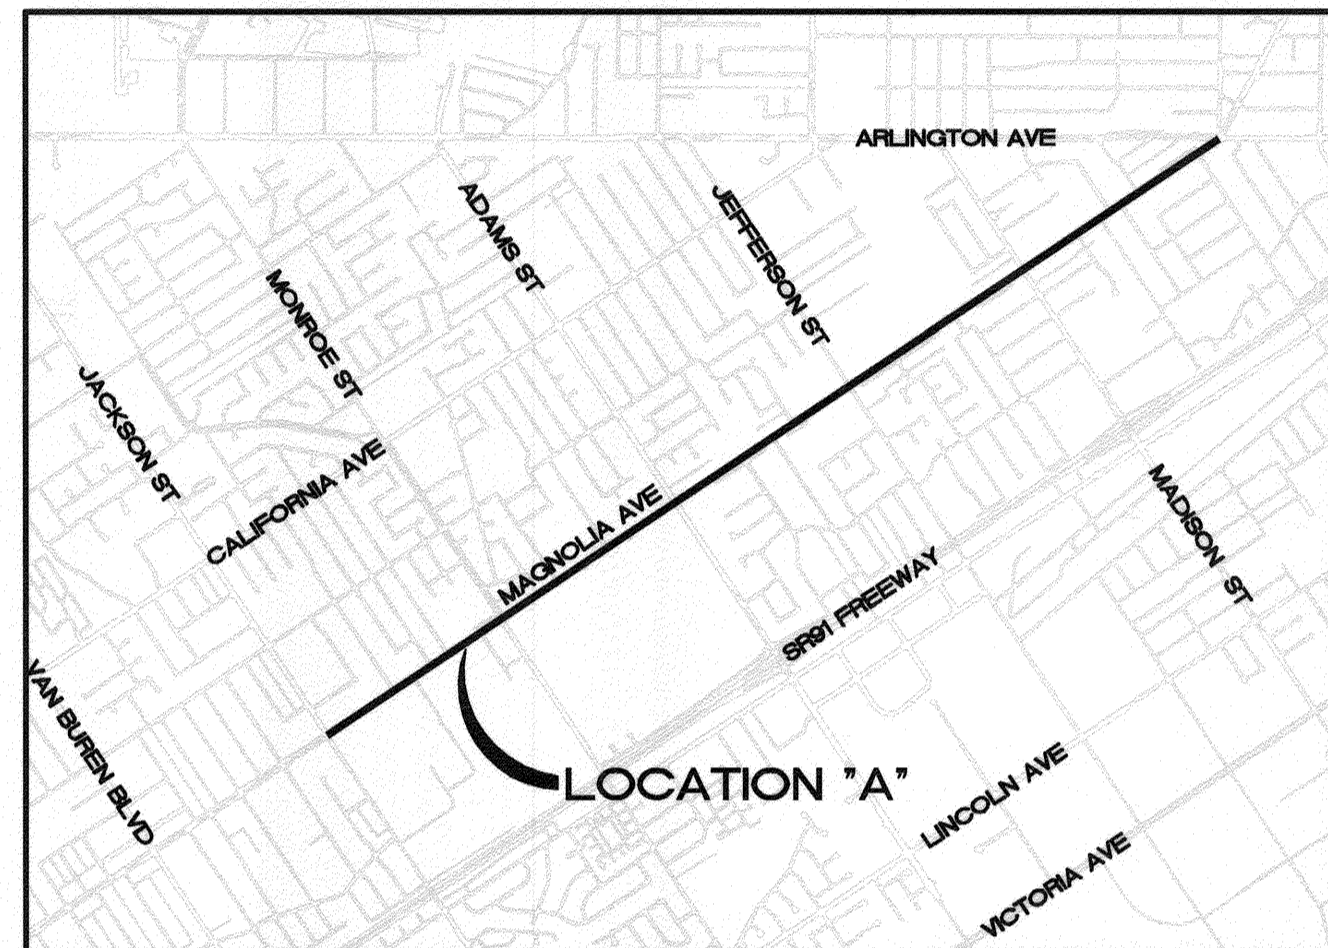 ARLINGTON AVE
ADAMS ST
JEFFERSON ST
MONROE ST
JACKSON ST
CALIFORNIA AVE
MAGNOLIA AVE
MADISON ST
SR91 FREEWAY
VAN BUREN BLVD
LOCATION "A"
LINCOLN AVE
VICTORIA AVE